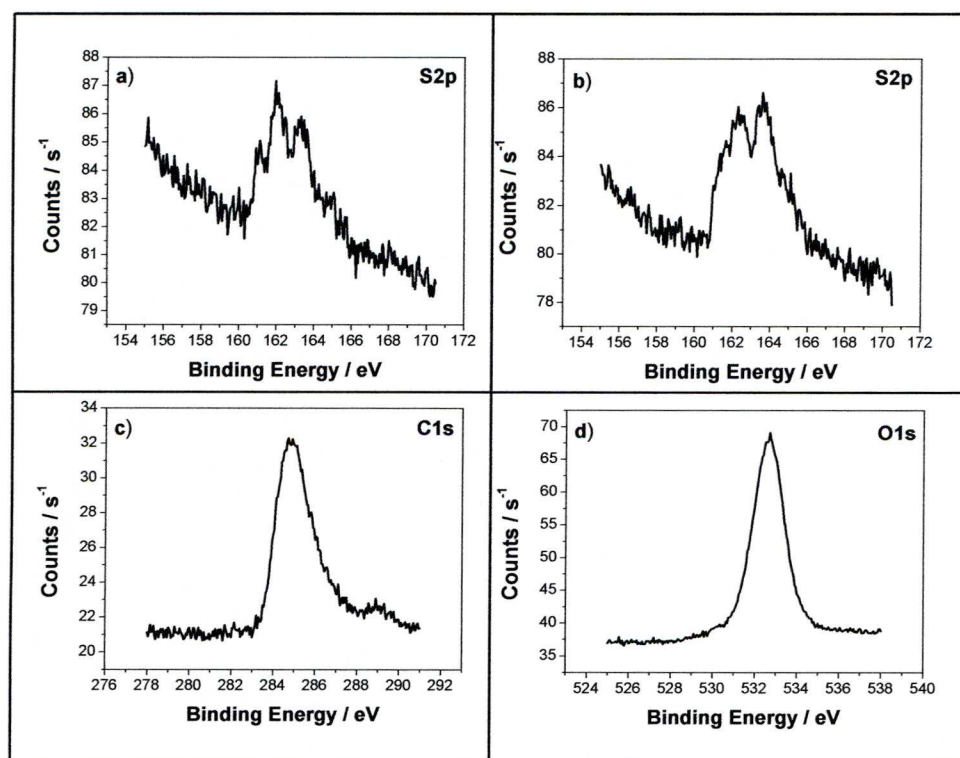 a)
S2p
88
87
86
85
84
83
82
81
80
79
Counts / s-1
154 156 158 160 162 164 166 168 170 172
Binding Energy / eV
b)
S2p
88
86
84
82
80
78
Counts / s-1
154 156 158 160 162 164 166 168 170 172
Binding Energy / eV
c)
C1s
34
32
30
28
26
24
22
20
Counts / s-1
276 278 280 282 284 286 288 290 292
Binding Energy / eV
d)
O1s
70
65
60
55
50
45
40
35
Counts / s-1
524 526 528 530 532 534 536 538 540
Binding Energy / eV